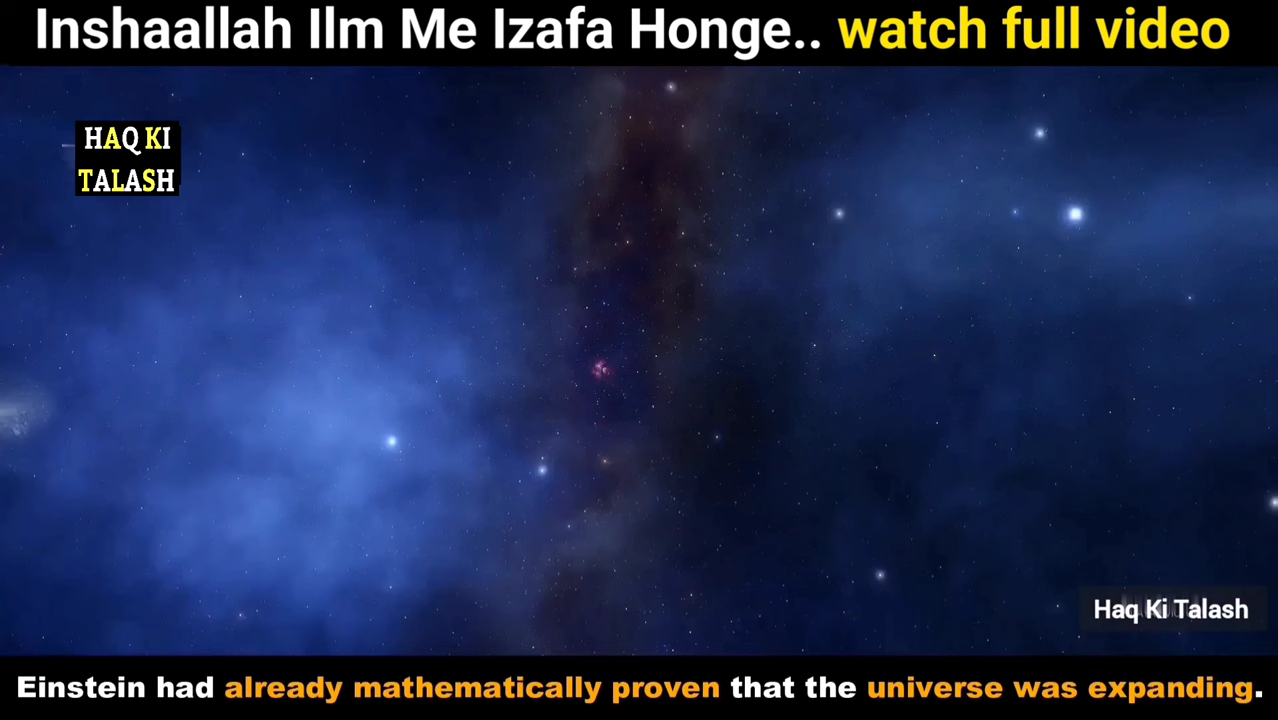 Inshaallah Ilm Me Izafa Honge.. watch full video
HAQ KI
TALASH
Haq Ki Talash
Einstein had already mathematically proven that the universe was expanding.